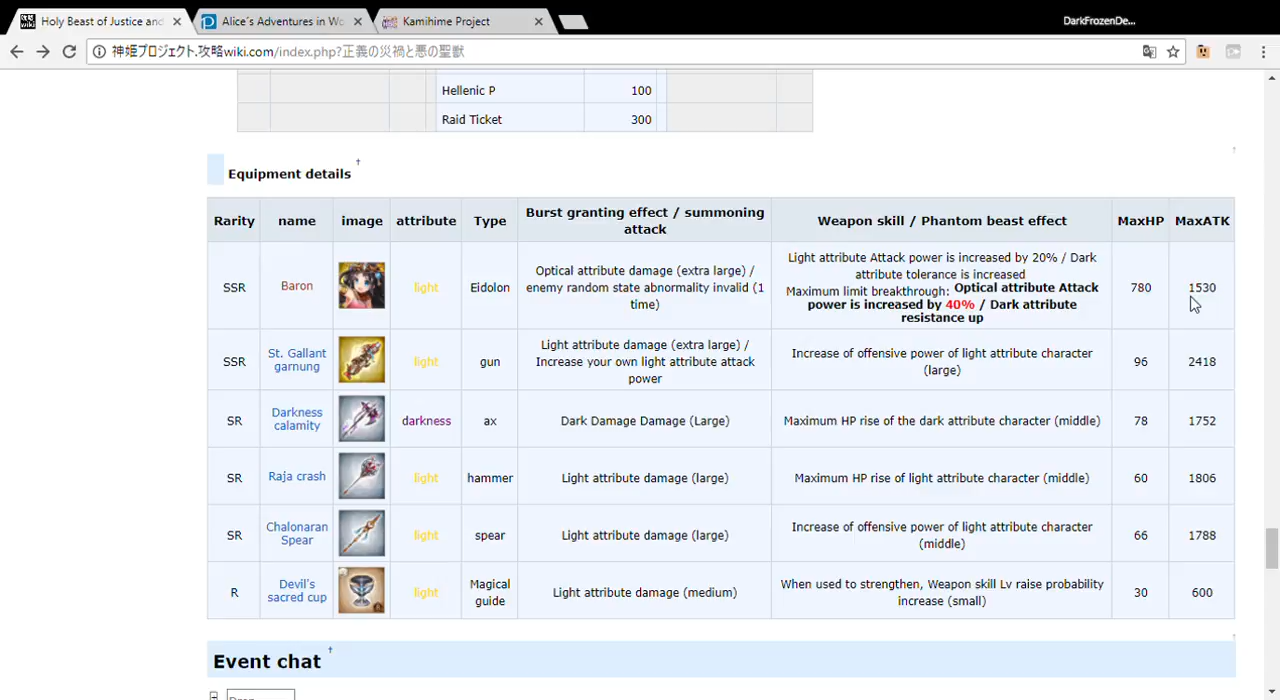 Holy Beast of Justice and
Alice's Adventures in Wo
Kamihime Project
DarkFrozenDe...
神姫プロジェクト.攻略wiki.com/index.php?正義の災禍と悪の聖獣
Hellenic P 100
Raid Ticket 300
Equipment details †
Rarity name image attribute Type Burst granting effect / summoning attack Weapon skill / Phantom beast effect MaxHP MaxATK
SSR
Baron
light
Eidolon
Optical attribute damage (extra large) /
enemy random state abnormality invalid (1
time)
Light attribute Attack power is increased by 20% / Dark
attribute tolerance is increased
Maximum limit breakthrough: Optical attribute Attack
power is increased by 40% / Dark attribute
resistance up
780
1530
SSR
St. Gallant
garnung
light
gun
Light attribute damage (extra large) /
Increase your own light attribute attack
power
Increase of offensive power of light attribute character
(large)
96
2418
SR
Darkness
calamity
darkness
ax
Dark Damage Damage (Large)
Maximum HP rise of the dark attribute character (middle)
78
1752
SR
Raja crash
light
hammer
Light attribute damage (large)
Maximum HP rise of light attribute character (middle)
60
1806
SR
Chalonaran
Spear
light
spear
Light attribute damage (large)
Increase of offensive power of light attribute character
(middle)
66
1788
R
Devil's
sacred cup
light
Magical
guide
Light attribute damage (medium)
When used to strengthen, Weapon skill Lv raise probability
increase (small)
30
600
Event chat †